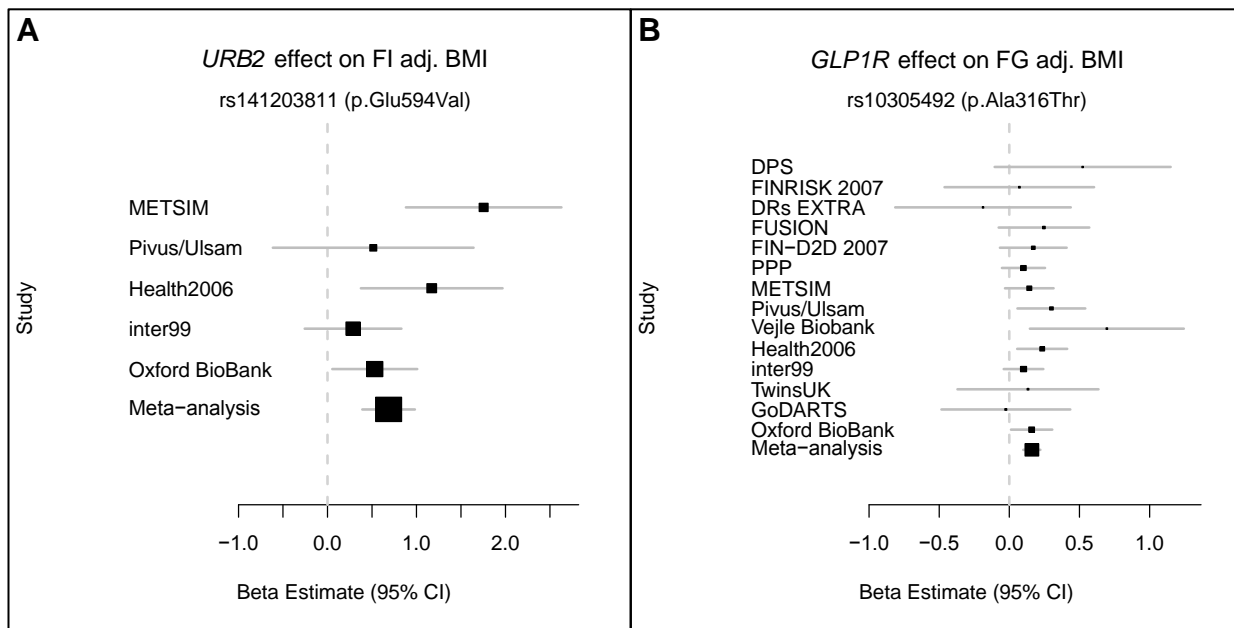 A
URB2 effect on FI adj. BMI
rs141203811 (p.Glu594Val)
Study
METSIM
Pivus/Ulsam
Health2006
inter99
Oxford BioBank
Meta−analysis
−1.0 0.0 1.0 2.0
Beta Estimate (95% CI)
B
GLP1R effect on FG adj. BMI
rs10305492 (p.Ala316Thr)
Study
DPS
FINRISK 2007
DRs EXTRA
FUSION
FIN−D2D 2007
PPP
METSIM
Pivus/Ulsam
Vejle Biobank
Health2006
inter99
TwinsUK
GoDARTS
Oxford BioBank
Meta−analysis
−1.0 −0.5 0.0 0.5 1.0
Beta Estimate (95% CI)